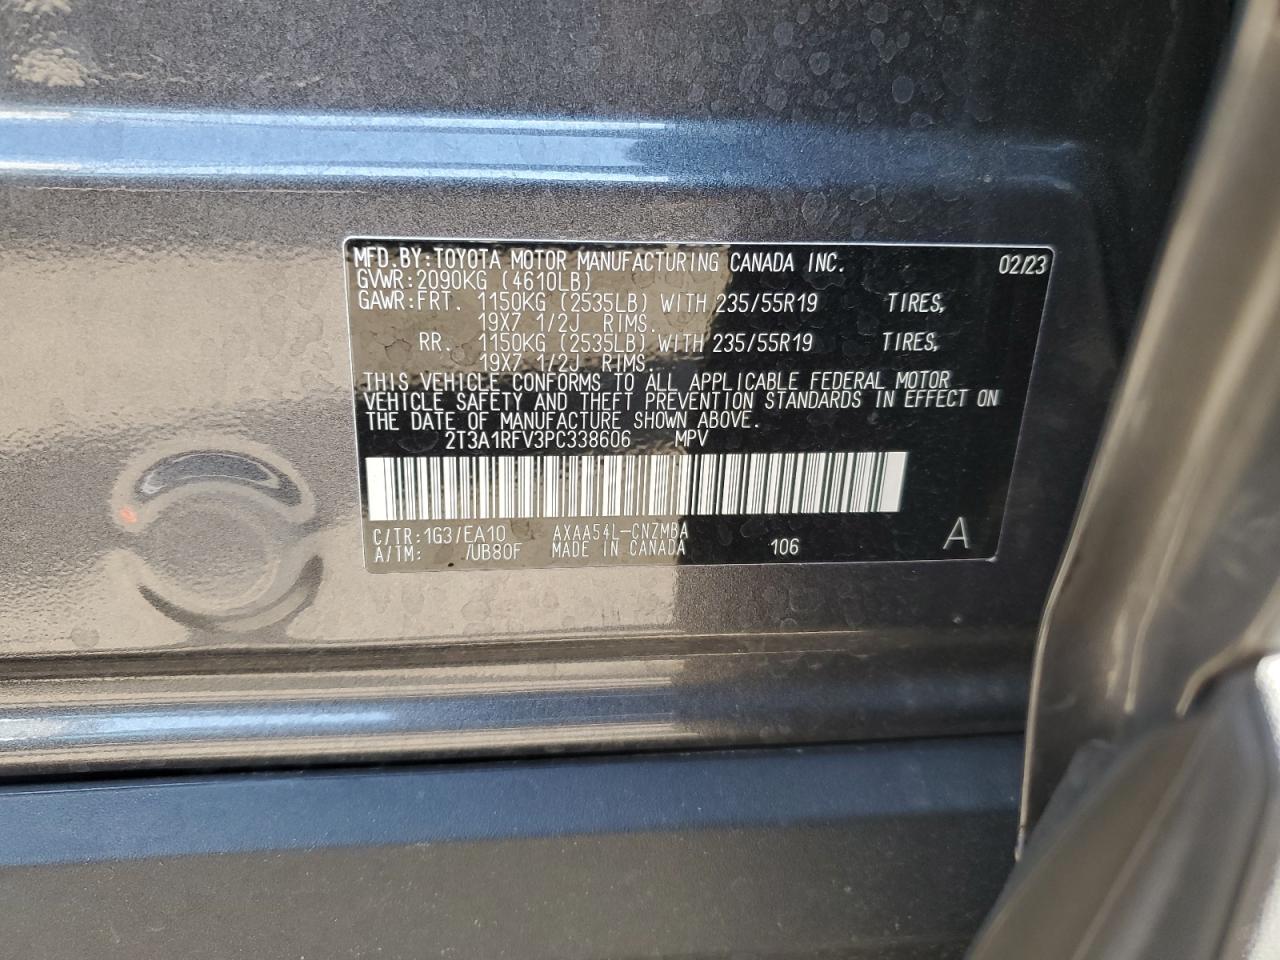 MFD.BY:TOYOTA MOTOR MANUFACTURING CANADA INC. 02/23
GVWR:2090KG (4610LB)
GAWR:FRT. 1150KG (2535LB) WITH 235/55R19 TIRES,
19X7 1/2J RIMS.
RR. 1150KG (2535LB) WITH 235/55R19 TIRES,
19X7 1/2J RIMS.
THIS VEHICLE CONFORMS TO ALL APPLICABLE FEDERAL MOTOR
VEHICLE SAFETY AND THEFT PREVENTION STANDARDS IN EFFECT ON
THE DATE OF MANUFACTURE SHOWN ABOVE.
2T3A1RFV3PC338606 MPV
C/TR:1G3/EA10 AXAA54L-CNZMBA
A/TM: /UB80F MADE IN CANADA 106 A